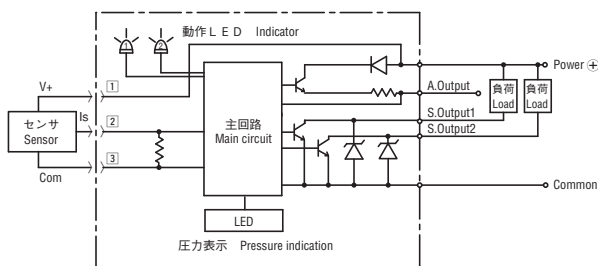 動作ＬＥＤ Indicator
1 2
Power ⊕
V+ 1
A.Output
負荷 Load
負荷 Load
Is
センサ
Sensor
2
主回路
Main circuit
S.Output1
S.Output2
3
Com
Common
LED
圧力表示 Pressure indication